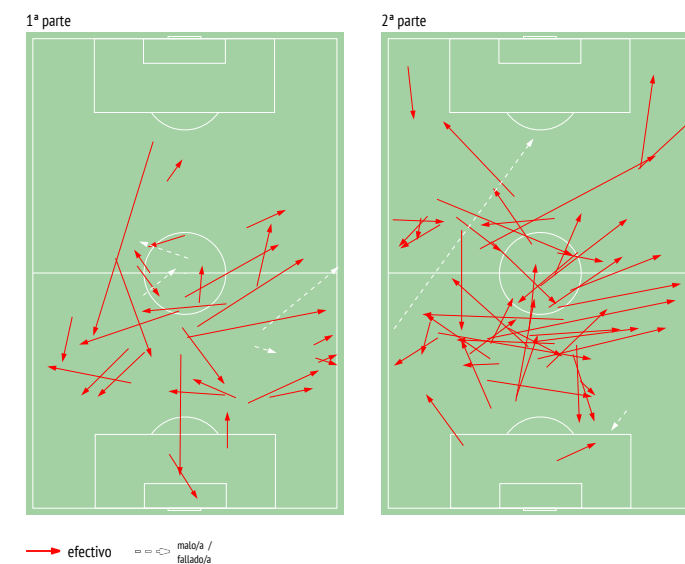 1ª parte
2ª parte
efectivo
malo/a /
fallado/a